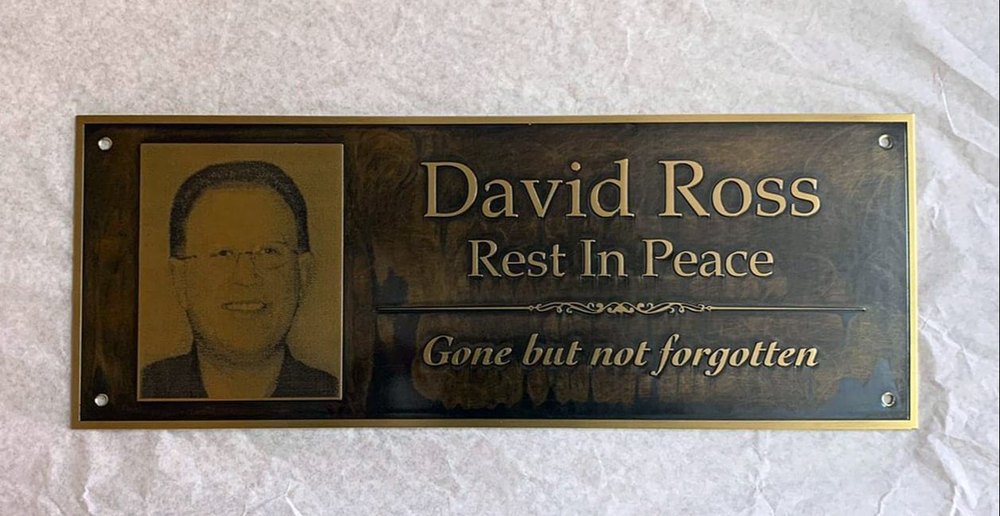 David Ross
Rest In Peace
Gone but not forgotten